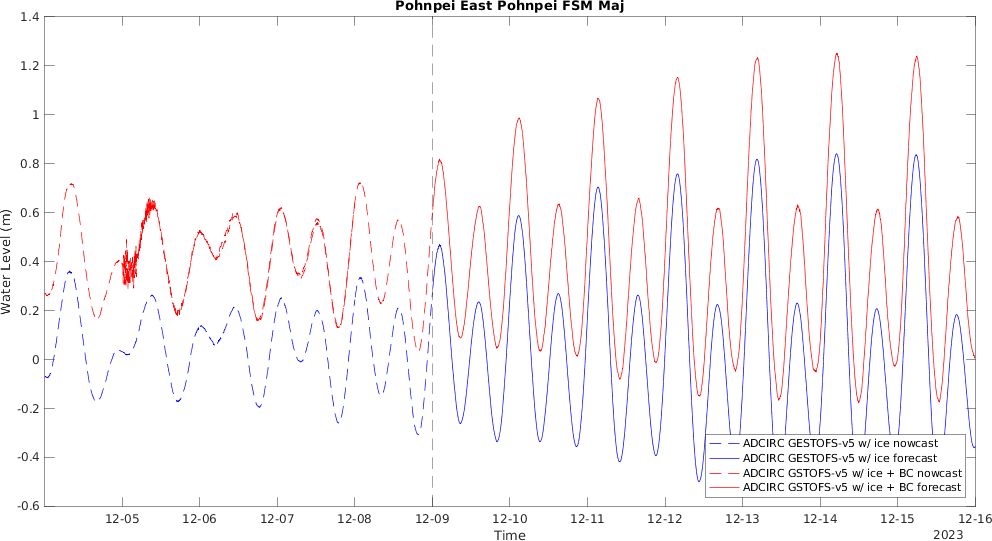 Pohnpei East Pohnpei FSM Maj
1.4
1.2
1
0.8
0.6
0.4
0.2
0
-0.2
-0.4
-0.6
Water Level (m)
ADCIRC GESTOFS-v5 w/ ice nowcast
ADCIRC GESTOFS-v5 w/ ice forecast
ADCIRC GSTOFS-v5 w/ ice + BC nowcast
ADCIRC GSTOFS-v5 w/ ice + BC forecast
12-05 12-06 12-07 12-08 12-09 12-10 12-11 12-12 12-13 12-14 12-15 12-16
Time
2023